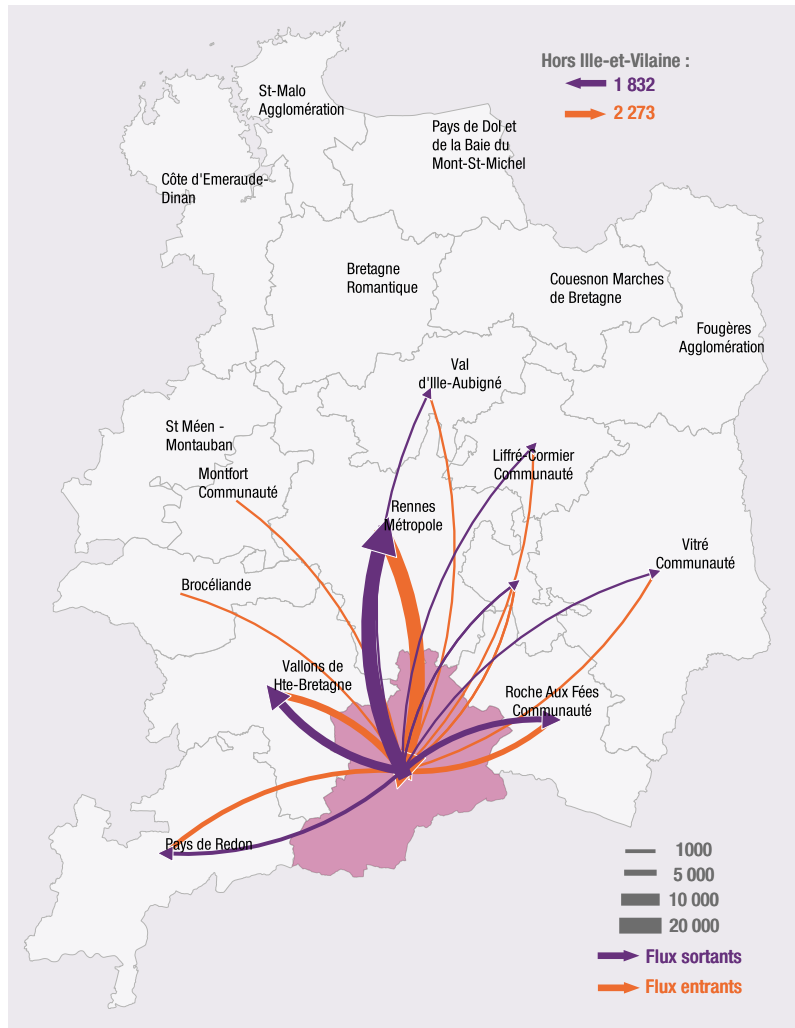 Hors Ille-et-Vilaine :
1 832
2 273
St-Malo
Agglomération
Pays de Dol et
de la Baie du
Mont-St-Michel
Côte d'Emeraude-
Dinan
Bretagne
Romantique
Couesnon Marches
de Bretagne
Fougères
Agglomération
Val
d'Ille-Aubigné
St Méen -
Montauban
Liffré-Cormier
Communauté
Montfort
Communauté
Rennes
Métropole
Vitré
Communauté
Brocéliande
Vallons de
Hte-Bretagne
Roche Aux Fées
Communauté
Pays de Redon
1000
5 000
10 000
20 000
Flux sortants
Flux entrants